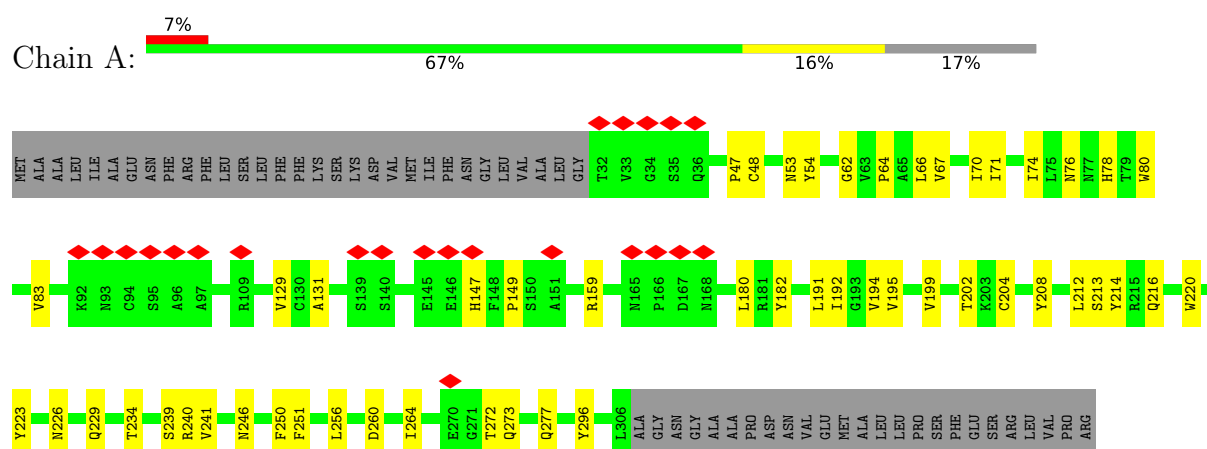 7%
Chain A:
67% 16% 17%
MET ALA ALA LEU ILE ALA GLU ASN PHE ARG PHE LEU SER LEU PHE PHE LYS SER LYS ASP VAL MET ILE PHE ASN GLY LEU VAL ALA LEU GLY T32 V33 G34 S35 Q36 P47 C48 N53 Y54 G62 V63 P64 A65 L66 V67 I70 I71 I74 L75 N76 N77 H78 T79 W80
V83 K92 N93 C94 S95 A96 A97 R109 V129 C130 A131 S139 S140 E145 E146 H147 F148 P149 S150 A151 R159 N165 P166 D167 N168 L180 R181 Y182 L191 I192 G193 V194 V195 V199 T202 K203 C204 Y208 L212 S213 Y214 R215 Q216 W220
Y223 N226 Q229 T234 S239 R240 V241 N246 F250 F251 L256 D260 I264 E270 G271 T272 Q273 Q277 Y296 L306 ALA GLY ASN GLY ALA ALA PRO ASP ASN VAL GLU MET ALA LEU LEU PRO SER PHE GLU SER ARG LEU VAL PRO ARG